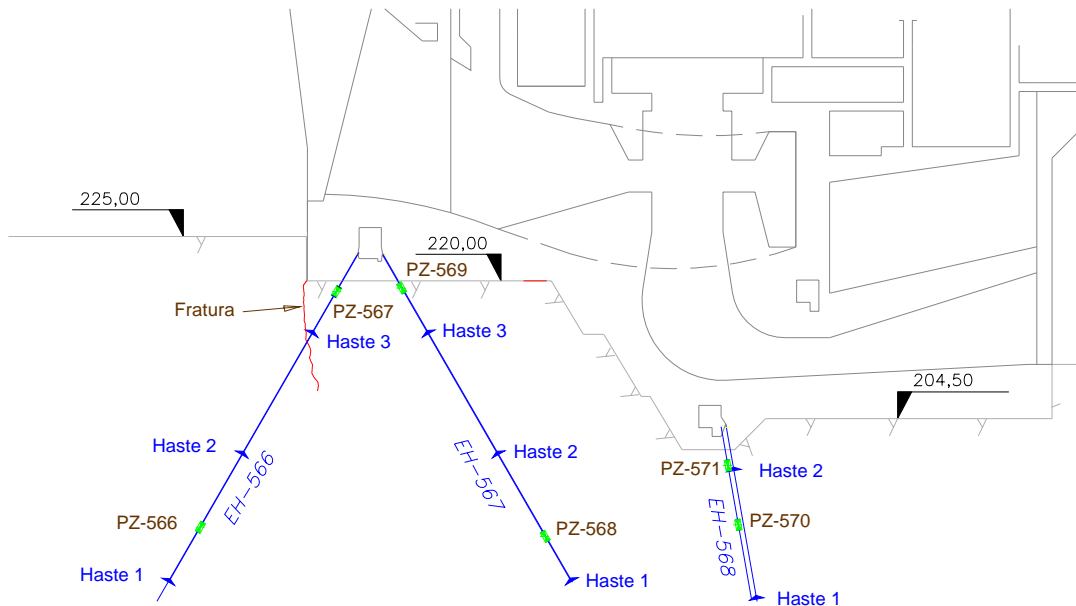 225,00
220,00
PZ-569
Fratura
PZ-567
Haste 3
Haste 3
204,50
Haste 2
EH-566
EH-567
Haste 2
PZ-571
Haste 2
PZ-566
PZ-568
EH-568
PZ-570
Haste 1
Haste 1
Haste 1